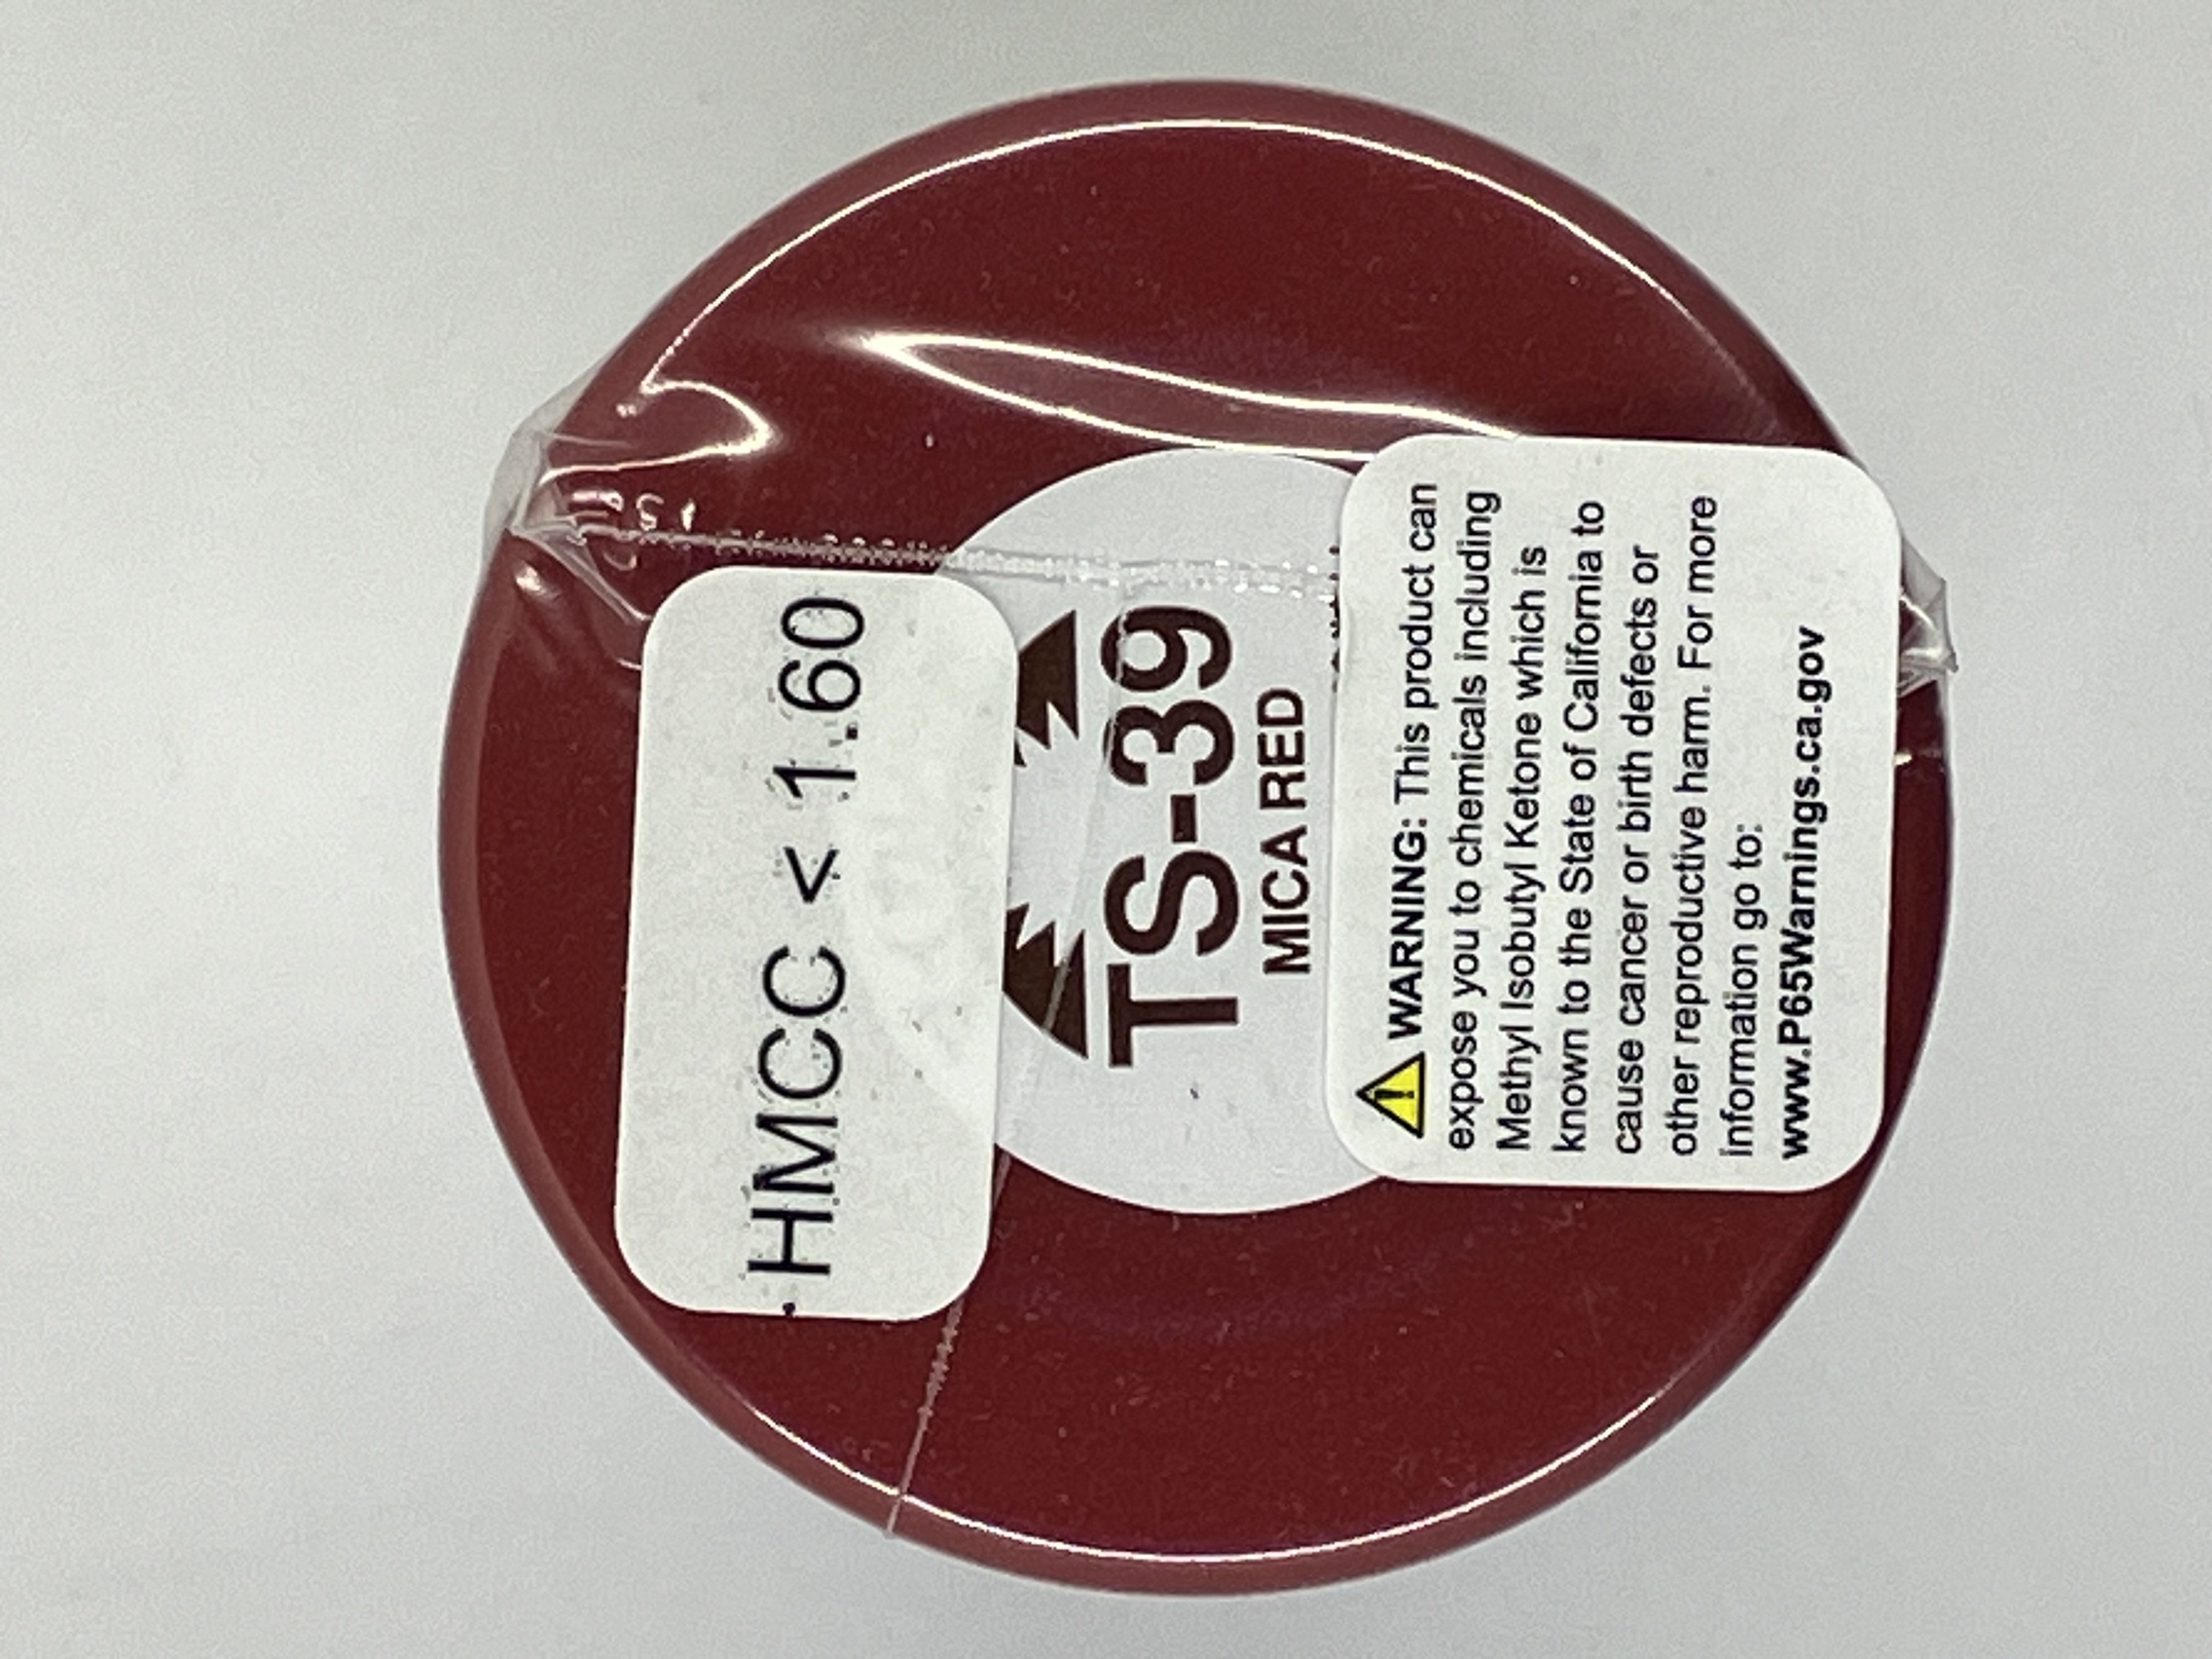 HMCC < 1.60
TS-39
MICA RED
WARNING: This product can
expose you to chemicals including
Methyl Isobutyl Ketone which is
known to the State of California to
cause cancer or birth defects or
other reproductive harm. For more
information go to:
www.P65Warnings.ca.gov